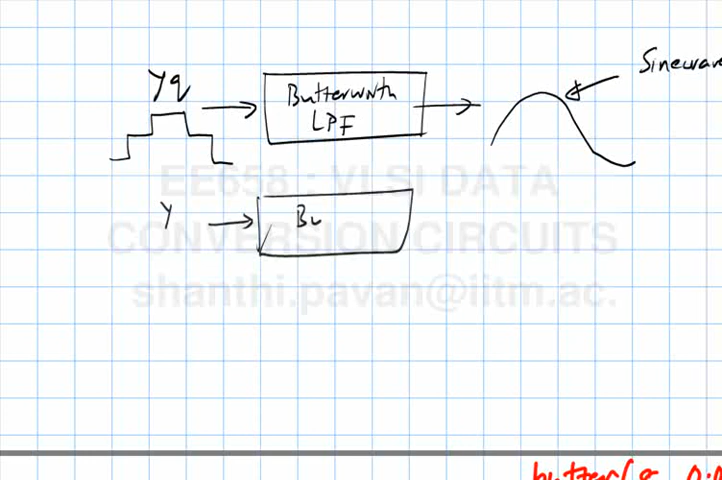 Sinewave
Yq
Butterworth
LPF
EE658 : VLSI DATA
Y
Bu
CONVERSION CIRCUITS
shanthi.pavan@iitm.ac.